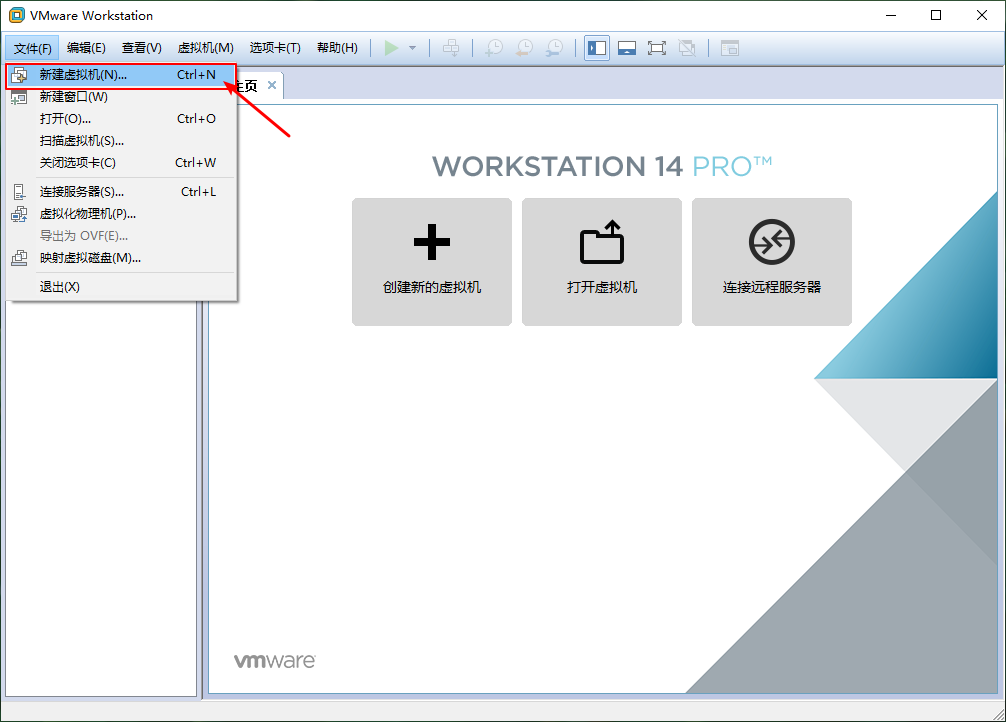 VMware Workstation
文件(F) 编辑(E) 查看(V) 虚拟机(M) 选项卡(T) 帮助(H)
新建虚拟机(N)... Ctrl+N
新建窗口(W)
打开(O)... Ctrl+O
扫描虚拟机(S)...
关闭选项卡(C) Ctrl+W
连接服务器(S)... Ctrl+L
虚拟化物理机(P)...
导出为 OVF(E)...
映射虚拟磁盘(M)...
退出(X)
主页
WORKSTATION 14 PRO™
创建新的虚拟机
打开虚拟机
连接远程服务器
vmware